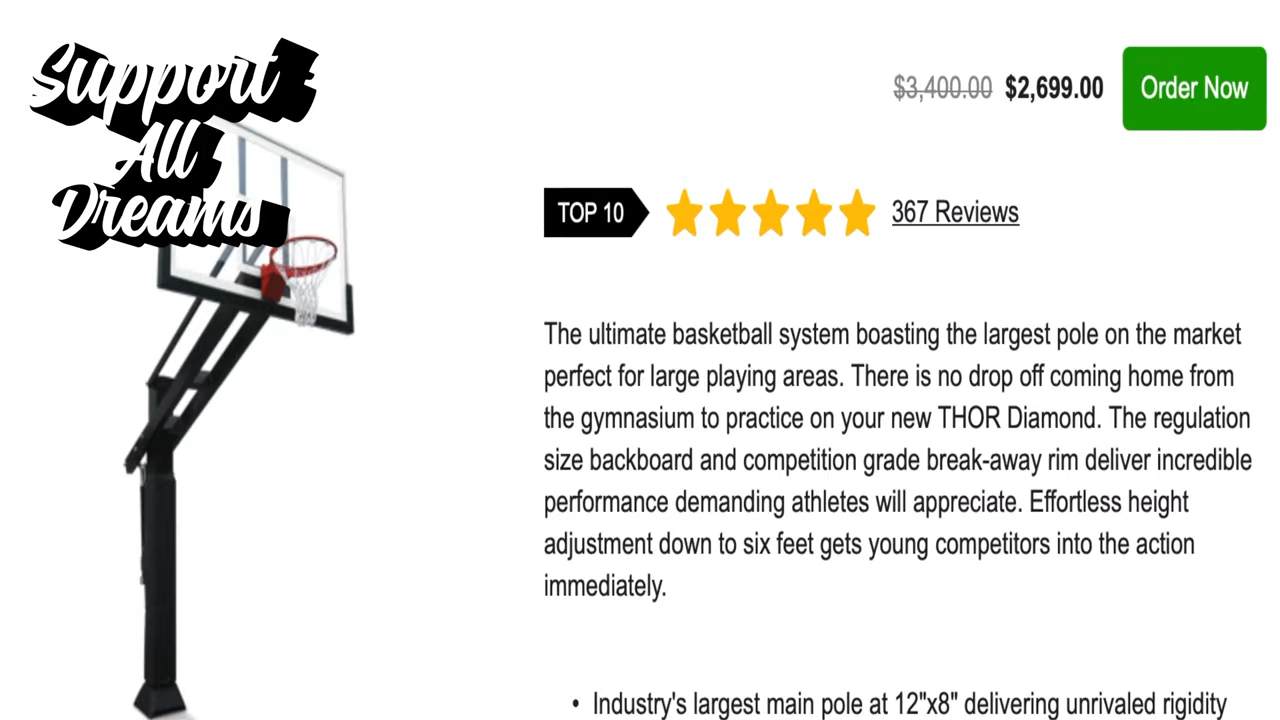 Support
All
Dreams
$3,400.00 $2,699.00 Order Now
TOP 10 367 Reviews
The ultimate basketball system boasting the largest pole on the market
perfect for large playing areas. There is no drop off coming home from
the gymnasium to practice on your new THOR Diamond. The regulation
size backboard and competition grade break-away rim deliver incredible
performance demanding athletes will appreciate. Effortless height
adjustment down to six feet gets young competitors into the action
immediately.
• Industry's largest main pole at 12"x8" delivering unrivaled rigidity